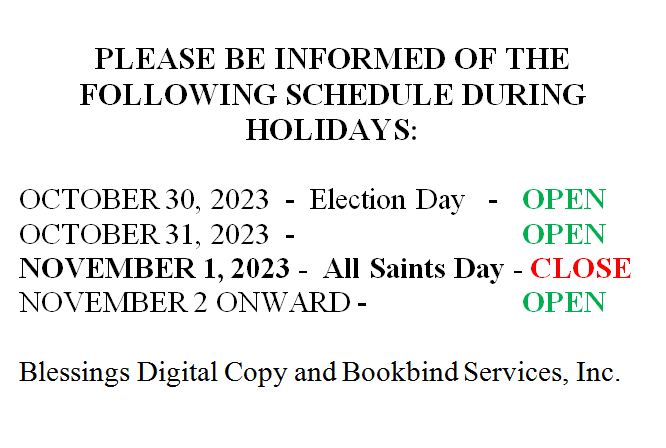 PLEASE BE INFORMED OF THE
FOLLOWING SCHEDULE DURING
HOLIDAYS:
OCTOBER 30, 2023 - Election Day - OPEN
OCTOBER 31, 2023 - OPEN
NOVEMBER 1, 2023 - All Saints Day - CLOSE
NOVEMBER 2 ONWARD - OPEN
Blessings Digital Copy and Bookbind Services, Inc.